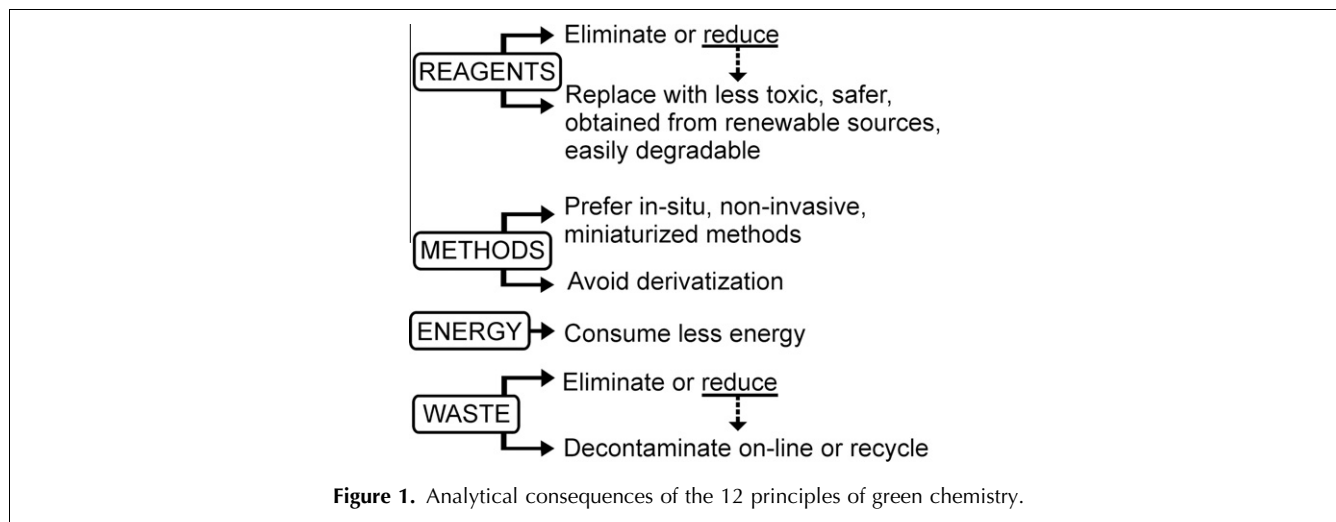 REAGENTS
Eliminate or reduce
Replace with less toxic, safer,
obtained from renewable sources,
easily degradable
METHODS
Prefer in-situ, non-invasive,
miniaturized methods
Avoid derivatization
ENERGY
Consume less energy
WASTE
Eliminate or reduce
Decontaminate on-line or recycle
Figure 1. Analytical consequences of the 12 principles of green chemistry.